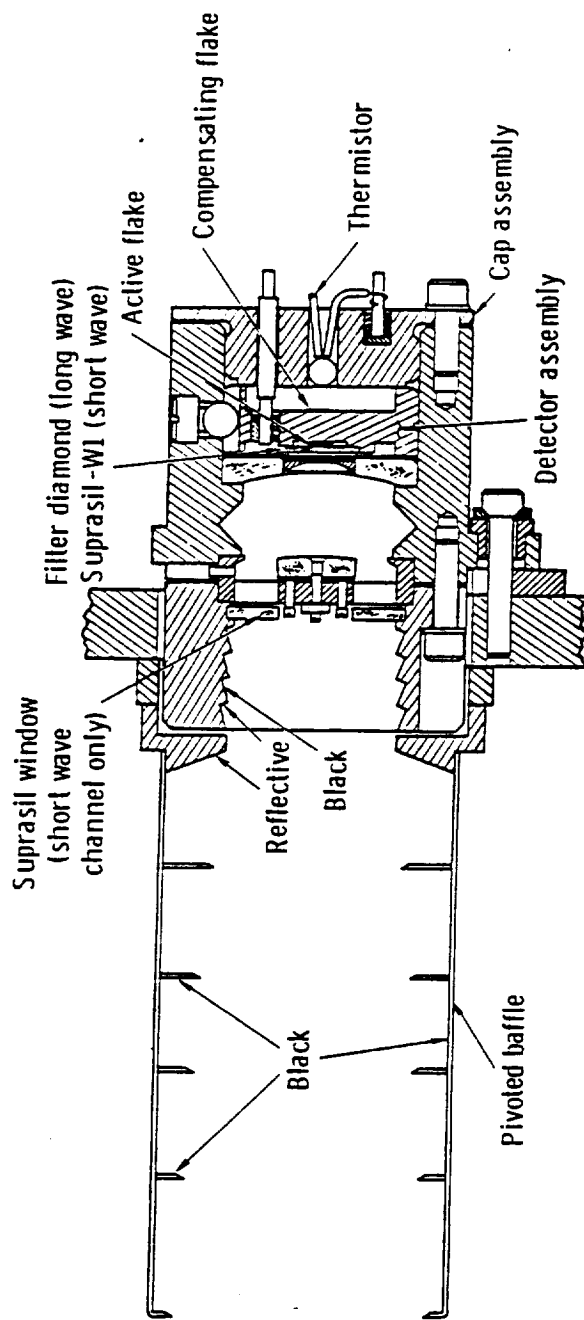 Suprasil window
(short wave
channel only)
Filter diamond (long wave)
Suprasil-W1 (short wave)
Active flake
Compensating flake
Thermistor
Reflective
Black
Black
Cap assembly
Detector assembly
Pivoted baffle